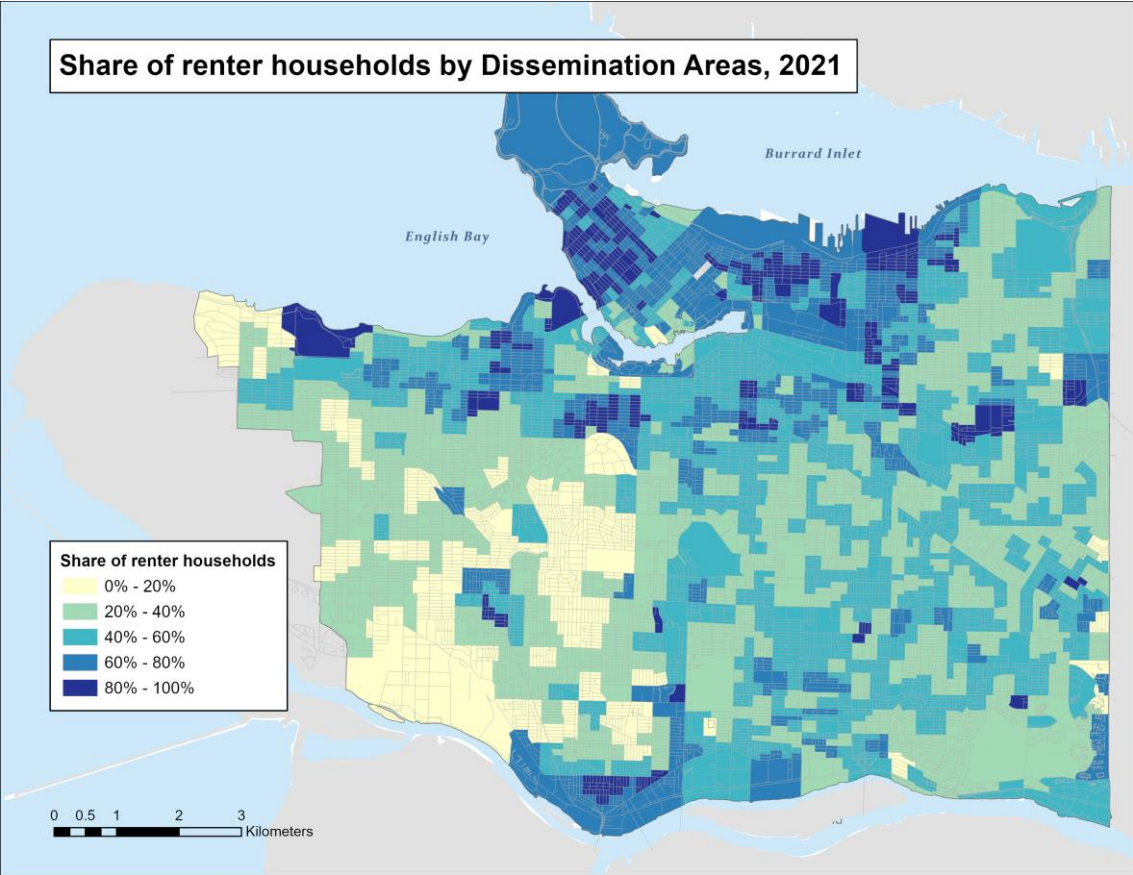 Share of renter households by Dissemination Areas, 2021
Burrard Inlet
English Bay
Share of renter households
0% - 20%
20% - 40%
40% - 60%
60% - 80%
80% - 100%
0 0.5 1 2 3
Kilometers